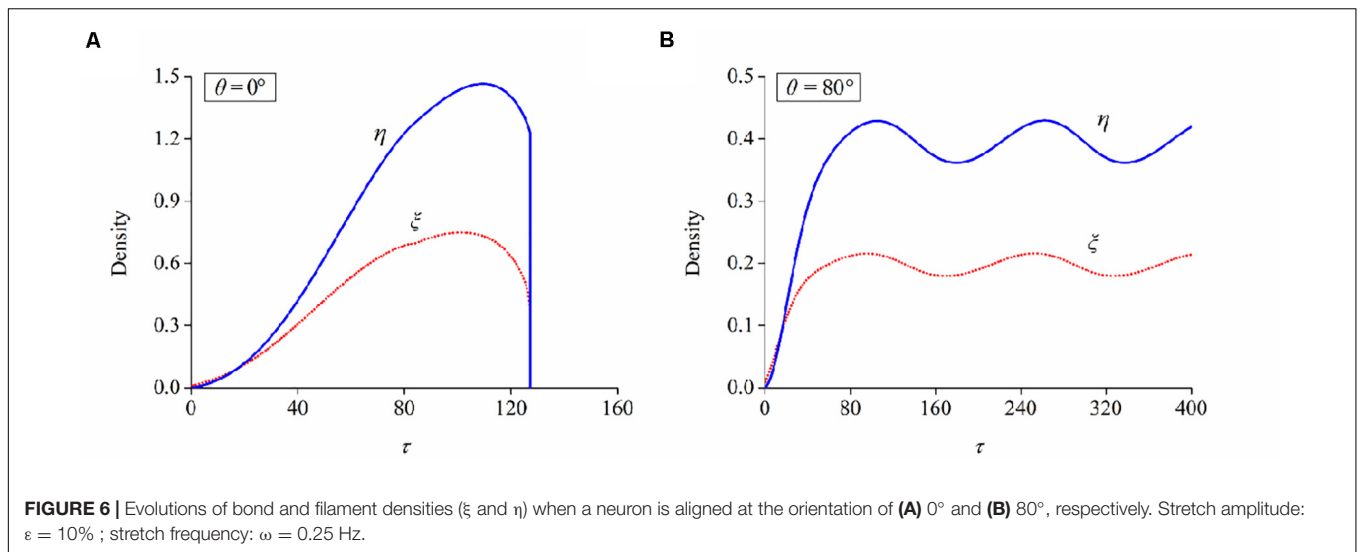 A
B
1.5
1.2
0.9
0.6
0.3
0.0
Density
θ = 0°
η
ξ
0
40
80
120
160
τ
0.5
0.4
0.3
0.2
0.1
0.0
Density
θ = 80°
η
ξ
0
80
160
240
320
400
τ
FIGURE 6 | Evolutions of bond and filament densities (ξ and η) when a neuron is aligned at the orientation of (A) 0° and (B) 80°, respectively. Stretch amplitude:
ε = 10% ; stretch frequency: ω = 0.25 Hz.